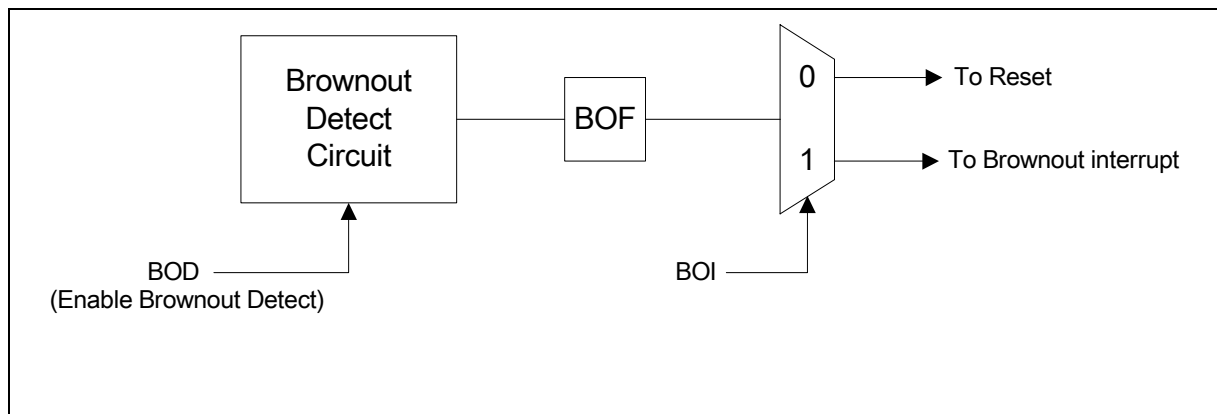 Brownout
Detect
Circuit
BOF
0
1
To Reset
To Brownout interrupt
BOD
(Enable Brownout Detect)
BOI